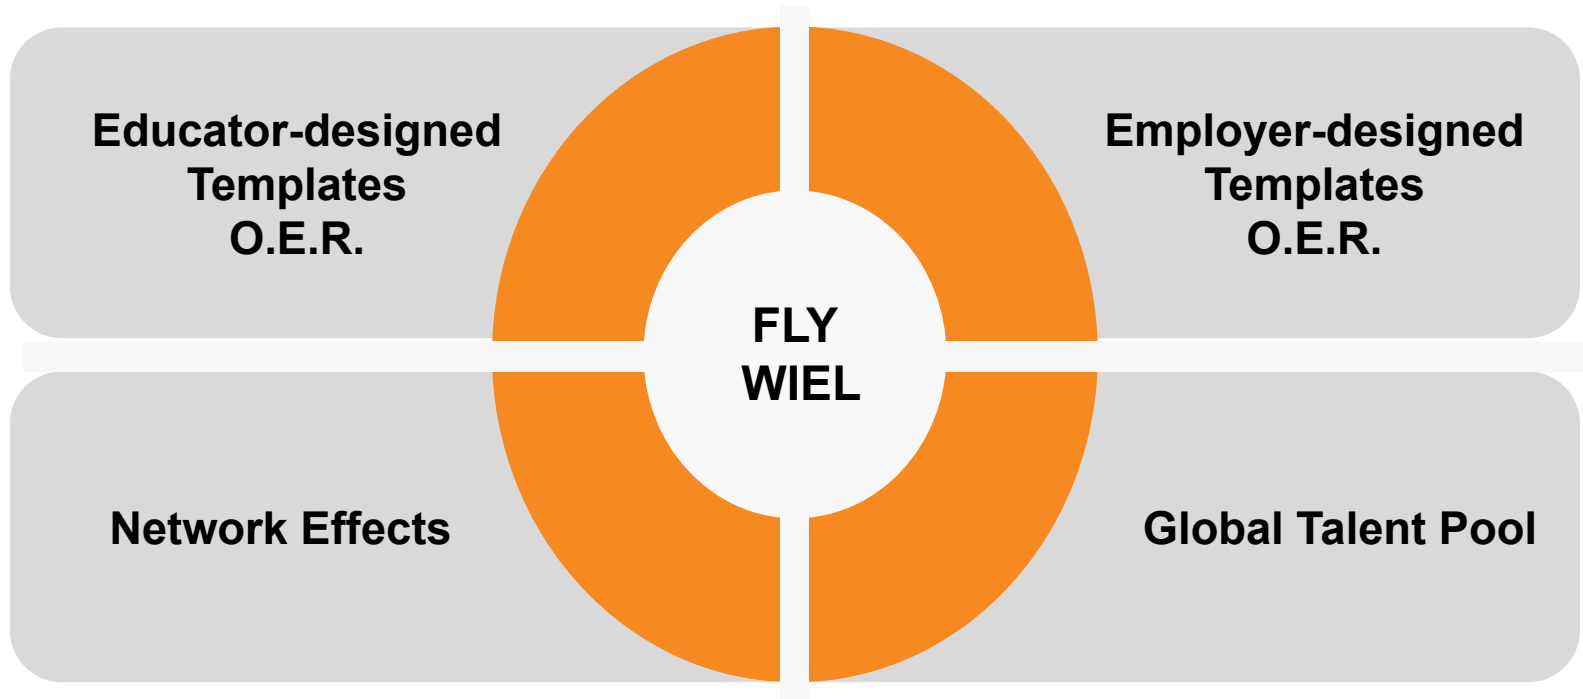 Educator-designed
Templates
O.E.R.
Employer-designed
Templates
O.E.R.
FLY
WIEL
Network Effects
Global Talent Pool